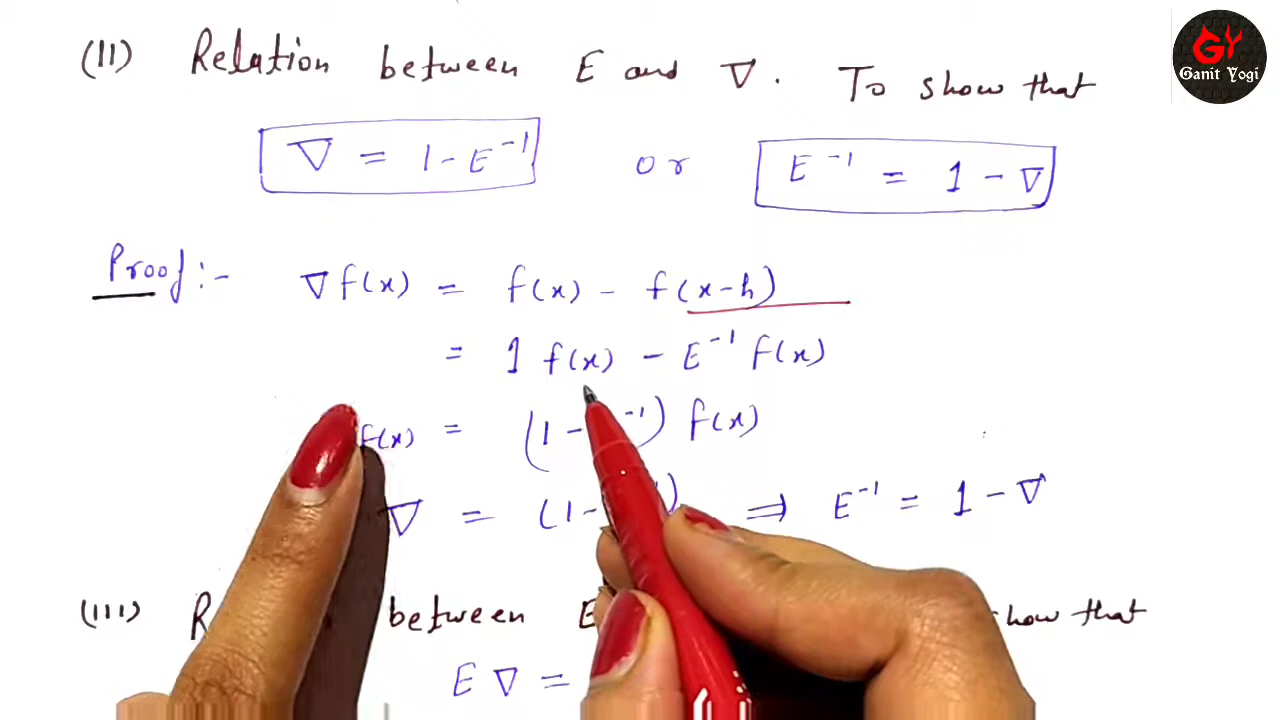 GY
Ganit Yogi
(II) Relation between E and ∇. To show that
∇ = 1 - E⁻¹ or E⁻¹ = 1 - ∇
Proof :- ∇ f(x) = f(x) - f(x-h)
= 1 f(x) - E⁻¹ f(x)
f(x) = (1 - ⁻¹) f(x)
∇ = (1- ⇒ E⁻¹ = 1 - ∇
(III) between E show that
E ∇ =